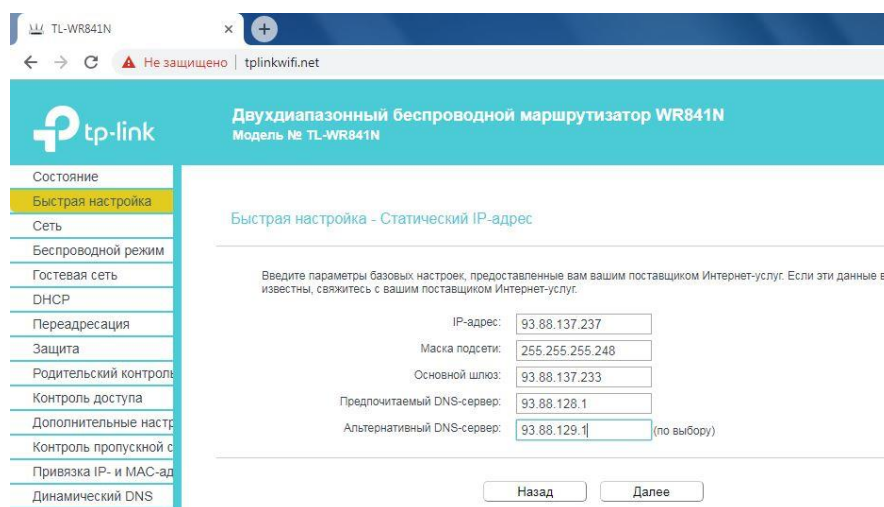 TL-WR841N
Не защищено | tplinkwifi.net
tp-link
Двухдиапазонный беспроводной маршрутизатор WR841N
Модель № TL-WR841N
Состояние
Быстрая настройка
Сеть
Беспроводной режим
Гостевая сеть
DHCP
Переадресация
Защита
Родительский контроль
Контроль доступа
Дополнительные настр
Контроль пропускной с
Привязка IP- и MAC-ад
Динамический DNS
Быстрая настройка - Статический IP-адрес
Введите параметры базовых настроек, предоставленные вам вашим поставщиком Интернет-услуг. Если эти данные в
известны, свяжитесь с вашим поставщиком Интернет-услуг.
IP-адрес: 93.88.137.237
Маска подсети: 255.255.255.248
Основной шлюз: 93.88.137.233
Предпочитаемый DNS-сервер: 93.88.128.1
Альтернативный DNS-сервер: 93.88.129.1 (по выбору)
Назад Далее